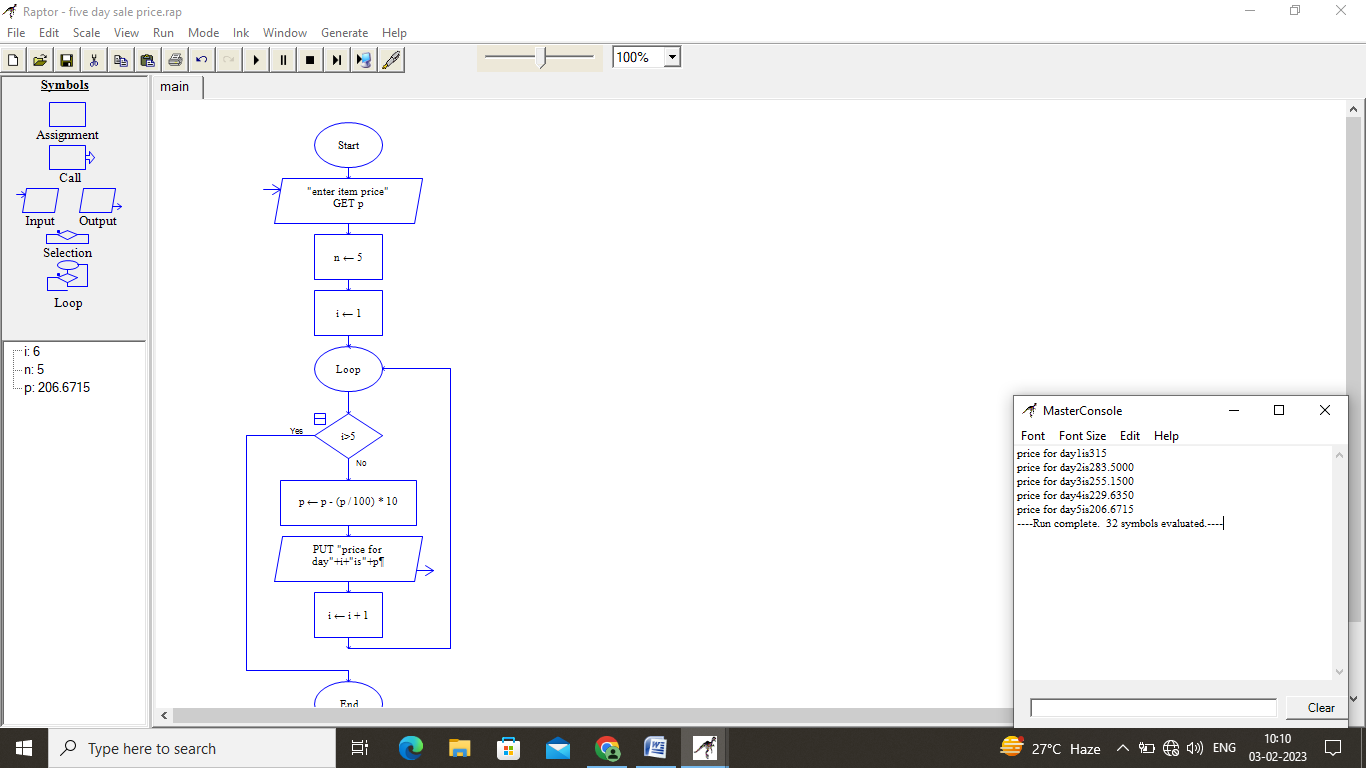 Raptor - five day sale price.rap
File Edit Scale View Run Mode Ink Window Generate Help
100%
Symbols
Assignment
Call
Input Output
Selection
Loop
i: 6
n: 5
p: 206.6715
main
Start
"enter item price"
GET p
n ← 5
i ← 1
Loop
Yes
i>5
No
p ← p - (p / 100) * 10
PUT "price for
day"+i+"is"+p¶
i ← i + 1
End
MasterConsole
Font Font Size Edit Help
price for day1is315
price for day2is283.5000
price for day3is255.1500
price for day4is229.6350
price for day5is206.6715
----Run complete. 32 symbols evaluated.----
Clear
Type here to search
27°C Haze
ENG
10:10
03-02-2023